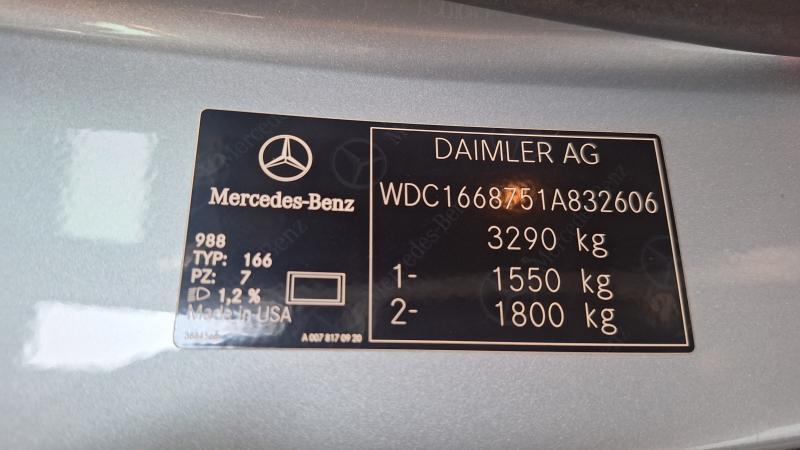 Mercedes-Benz
988
TYP: 166
PZ: 7
1,2 %
Made in USA
A 007 817 09 20
DAIMLER AG
WDC1668751A832606
3290 kg
1- 1550 kg
2- 1800 kg